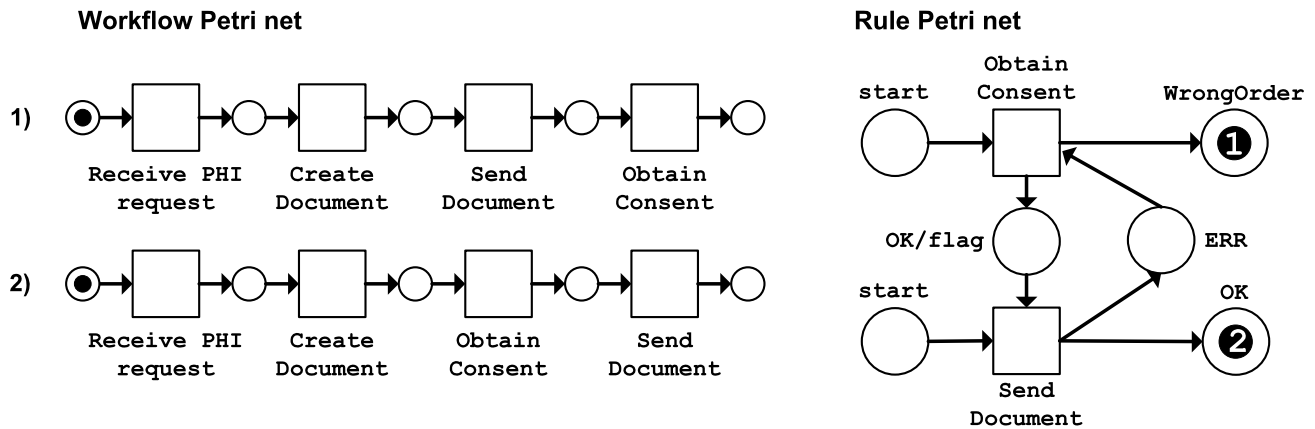 Workflow Petri net
1)
Receive PHI
request
Create
Document
Send
Document
Obtain
Consent
2)
Receive PHI
request
Create
Document
Obtain
Consent
Send
Document
Rule Petri net
start
Obtain
Consent
WrongOrder
1
OK/flag
ERR
start
OK
2
Send
Document